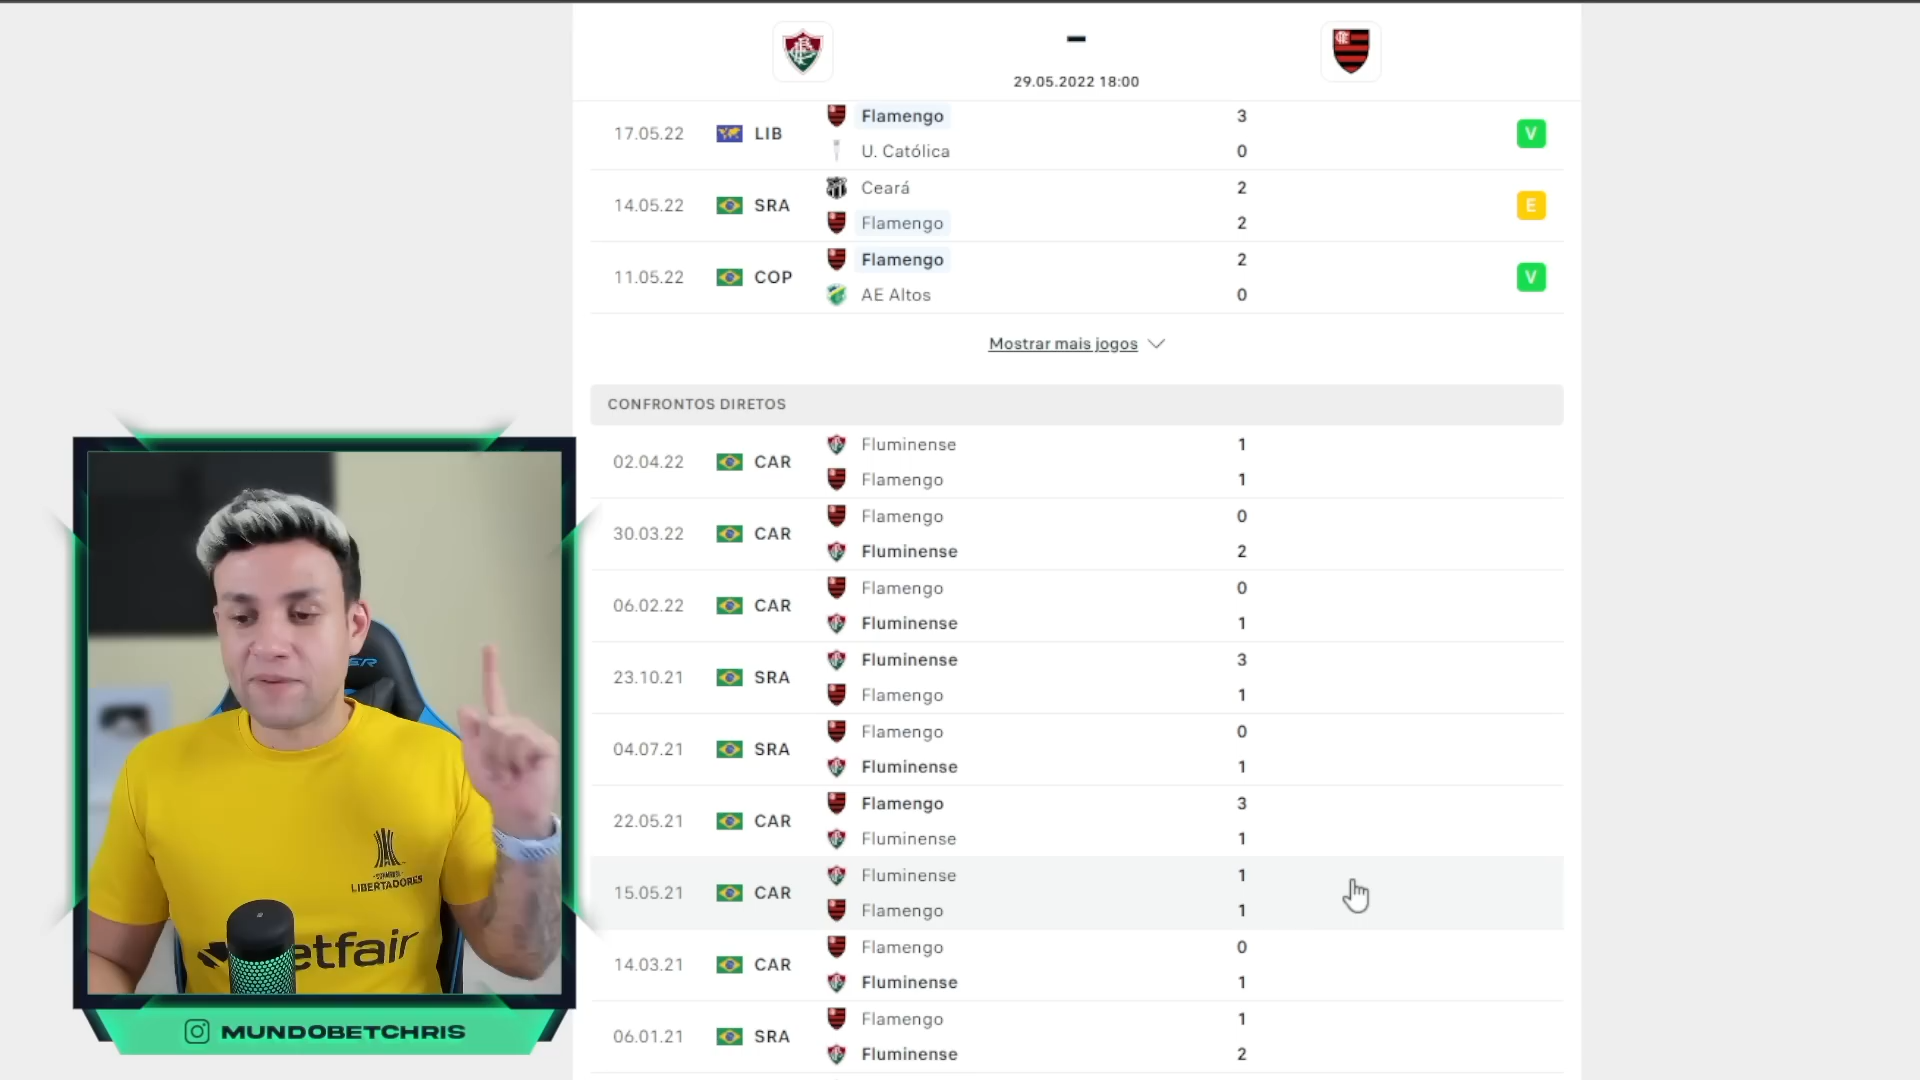 29.05.2022 18:00
17.05.22 LIB Flamengo 3 V
U. Católica 0
14.05.22 SRA Ceará 2 E
Flamengo 2
11.05.22 COP Flamengo 2 V
AE Altos 0
Mostrar mais jogos
CONFRONTOS DIRETOS
02.04.22 CAR Fluminense 1
Flamengo 1
30.03.22 CAR Flamengo 0
Fluminense 2
06.02.22 CAR Flamengo 0
Fluminense 1
23.10.21 SRA Fluminense 3
Flamengo 1
04.07.21 SRA Flamengo 0
Fluminense 1
22.05.21 CAR Flamengo 3
Fluminense 1
15.05.21 CAR Fluminense 1
Flamengo 1
14.03.21 CAR Flamengo 0
Fluminense 1
06.01.21 SRA Flamengo 1
Fluminense 2
LIBERTADORES
etfair
MUNDOBETCHRIS